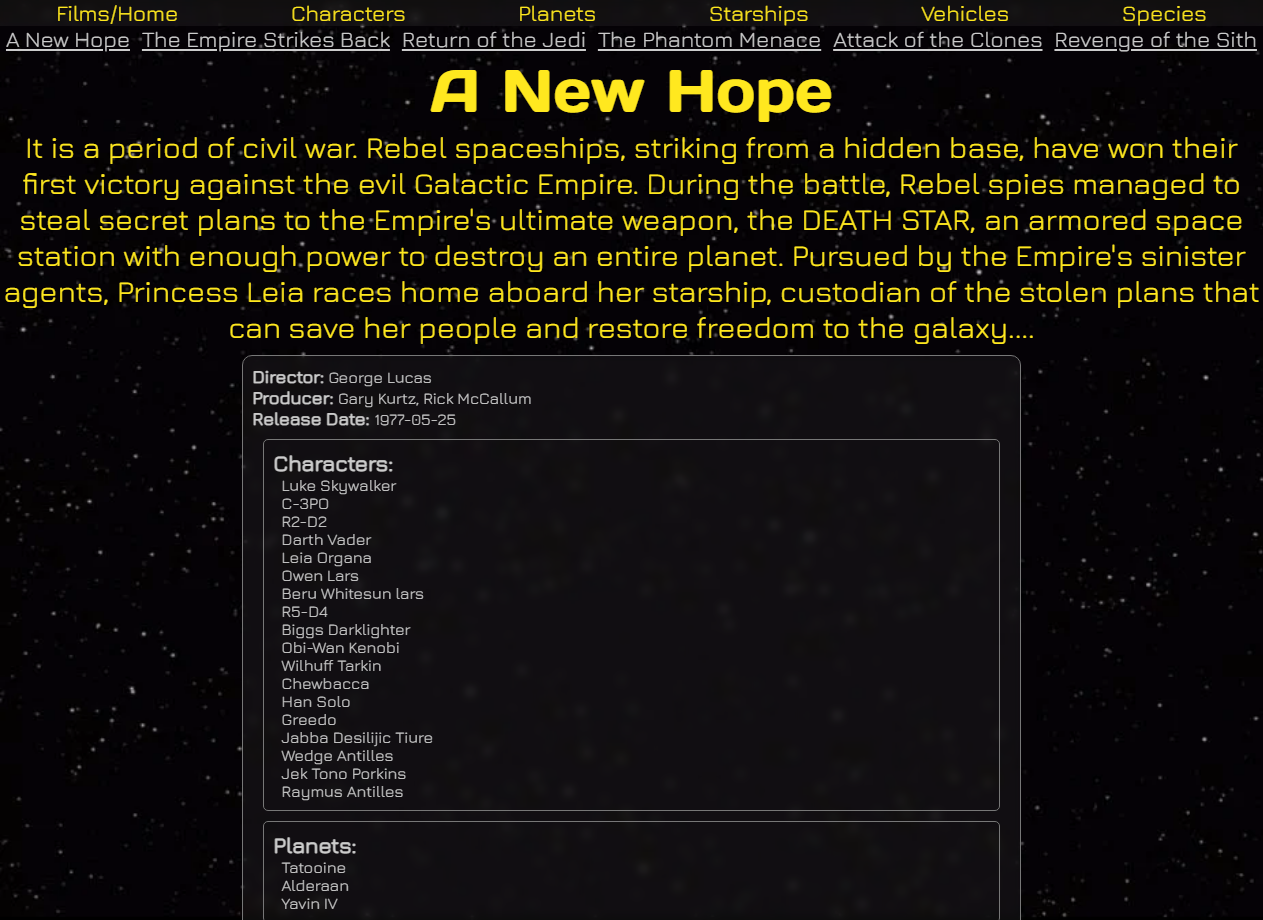 Films/Home Characters Planets Starships Vehicles Species
A New Hope The Empire Strikes Back Return of the Jedi The Phantom Menace Attack of the Clones Revenge of the Sith
A New Hope
It is a period of civil war. Rebel spaceships, striking from a hidden base, have won their
first victory against the evil Galactic Empire. During the battle, Rebel spies managed to
steal secret plans to the Empire's ultimate weapon, the DEATH STAR, an armored space
station with enough power to destroy an entire planet. Pursued by the Empire's sinister
agents, Princess Leia races home aboard her starship, custodian of the stolen plans that
can save her people and restore freedom to the galaxy....
Director: George Lucas
Producer: Gary Kurtz, Rick McCallum
Release Date: 1977-05-25
Characters:
Luke Skywalker
C-3PO
R2-D2
Darth Vader
Leia Organa
Owen Lars
Beru Whitesun lars
R5-D4
Biggs Darklighter
Obi-Wan Kenobi
Wilhuff Tarkin
Chewbacca
Han Solo
Greedo
Jabba Desilijic Tiure
Wedge Antilles
Jek Tono Porkins
Raymus Antilles
Planets:
Tatooine
Alderaan
Yavin IV